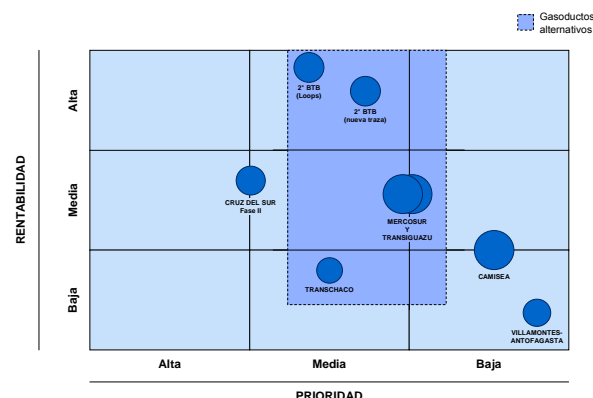 Gasoductos
alternativos
RENTABILIDAD
Alta
Media
Baja
2° BTB
(Loops)
2° BTB
(nueva traza)
CRUZ DEL SUR
Fase II
MERCOSUR
Y
TRANSIGUAZU
TRANSCHACO
CAMISEA
VILLAMONTES-
ANTOFAGASTA
Alta
Media
Baja
PRIORIDAD